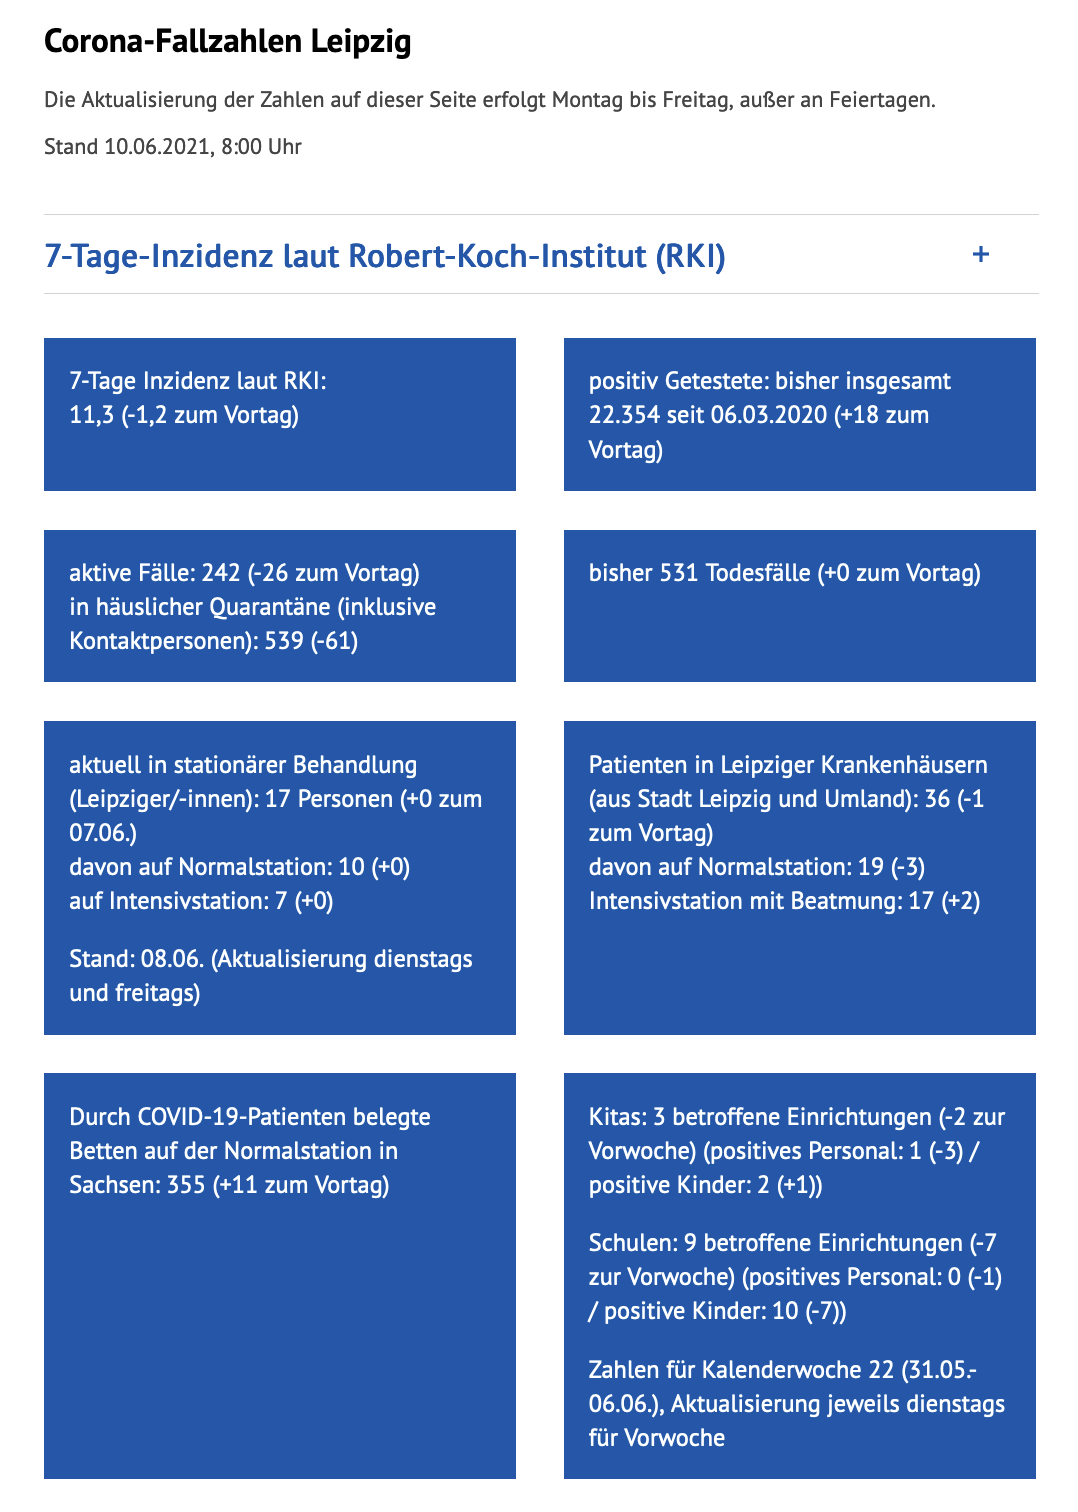 Corona-Fallzahlen Leipzig
Die Aktualisierung der Zahlen auf dieser Seite erfolgt Montag bis Freitag, außer an Feiertagen.
Stand 10.06.2021, 8:00 Uhr
7-Tage-Inzidenz laut Robert-Koch-Institut (RKI) +
7-Tage Inzidenz laut RKI:
11,3 (-1,2 zum Vortag)
positiv Getestete: bisher insgesamt
22.354 seit 06.03.2020 (+18 zum
Vortag)
aktive Fälle: 242 (-26 zum Vortag)
in häuslicher Quarantäne (inklusive
Kontaktpersonen): 539 (-61)
bisher 531 Todesfälle (+0 zum Vortag)
aktuell in stationärer Behandlung
(Leipziger/-innen): 17 Personen (+0 zum
07.06.)
davon auf Normalstation: 10 (+0)
auf Intensivstation: 7 (+0)
Stand: 08.06. (Aktualisierung dienstags
und freitags)
Patienten in Leipziger Krankenhäusern
(aus Stadt Leipzig und Umland): 36 (-1
zum Vortag)
davon auf Normalstation: 19 (-3)
Intensivstation mit Beatmung: 17 (+2)
Durch COVID-19-Patienten belegte
Betten auf der Normalstation in
Sachsen: 355 (+11 zum Vortag)
Kitas: 3 betroffene Einrichtungen (-2 zur
Vorwoche) (positives Personal: 1 (-3) /
positive Kinder: 2 (+1))
Schulen: 9 betroffene Einrichtungen (-7
zur Vorwoche) (positives Personal: 0 (-1)
/ positive Kinder: 10 (-7))
Zahlen für Kalenderwoche 22 (31.05.-
06.06.), Aktualisierung jeweils dienstags
für Vorwoche